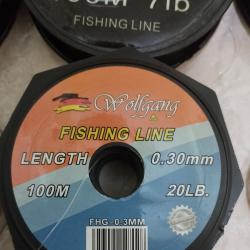 7lb
FISHING LINE
Wolfgang
FISHING LINE
LENGTH 0.30mm
100M 20LB.
FHG-0.3MM